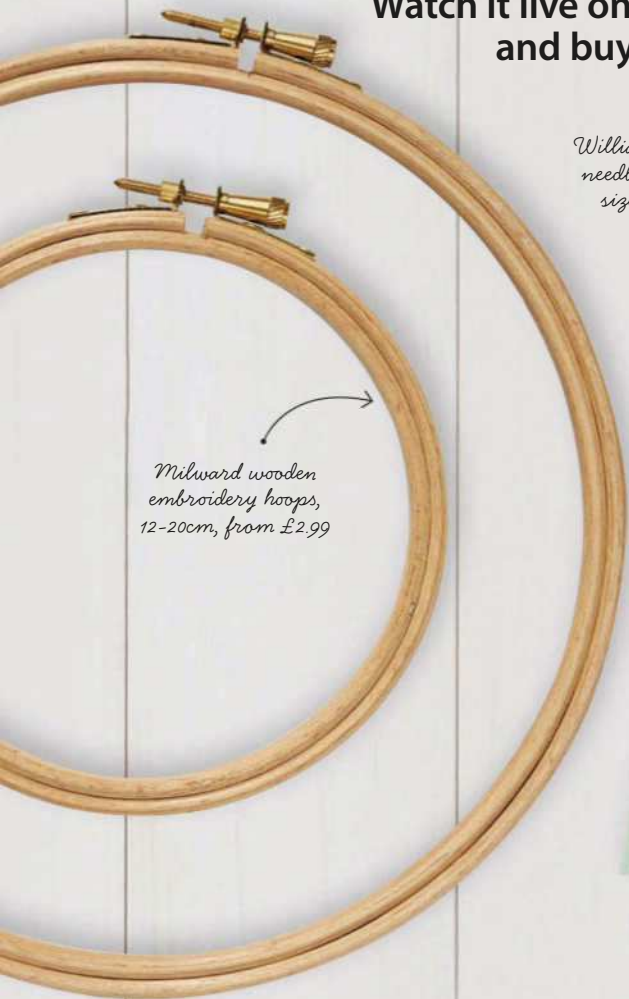 Watch it live on
and buy
Milward wooden
embroidery hoops,
12-20cm, from £2.99